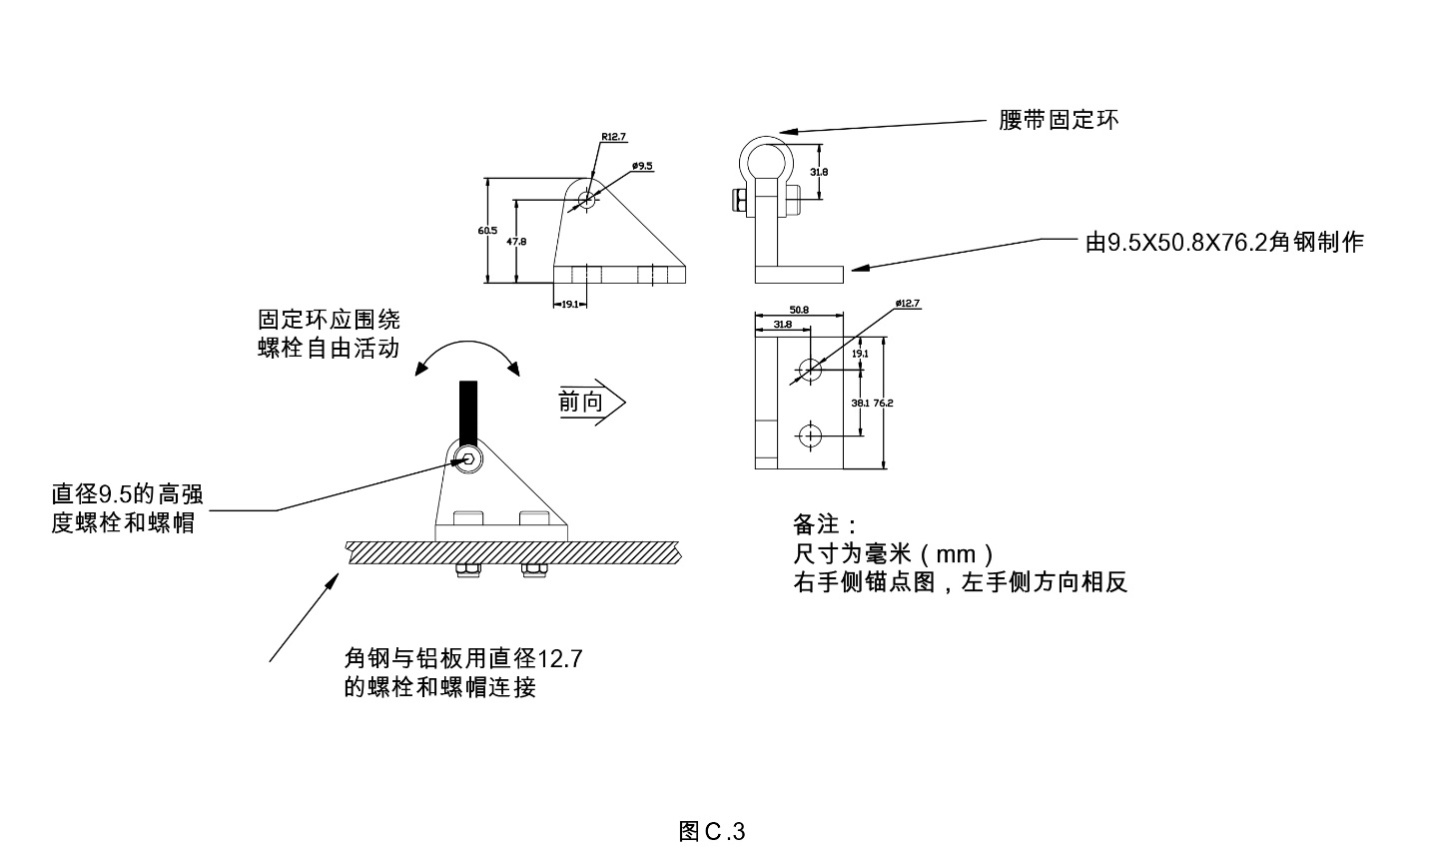 腰带固定环
R12.7
ø9.5
31.8
60.5
47.8
由9.5X50.8X76.2角钢制作
19.1
50.8
ø12.7
31.8
固定环应围绕
螺栓自由活动
19.1
前向
38.1
76.2
直径9.5的高强
度螺栓和螺帽
备注：
尺寸为毫米（mm）
右手侧锚点图，左手侧方向相反
角钢与铝板用直径12.7
的螺栓和螺帽连接
图C.3